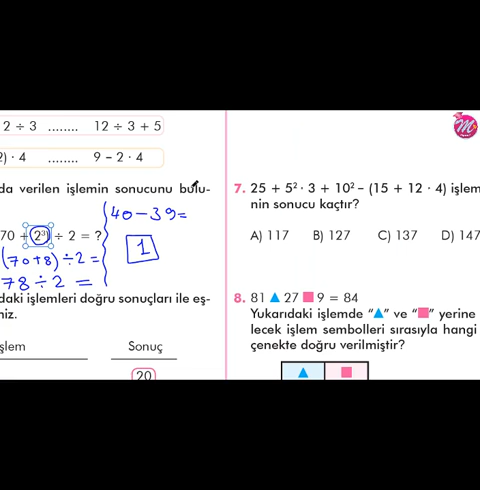 2 ÷ 3 ........ 12 ÷ 3 + 5
2) · 4 ........ 9 – 2 · 4
da verilen işlemin sonucunu bulu-
70 + 2³) ÷ 2 = ?
(70+8) ÷ 2 =
78 ÷ 2 =
40 – 39 =
1
daki işlemleri doğru sonuçları ile eş-
niz.
şlem Sonuç
20
M
7. 25 + 5² · 3 + 10² – (15 + 12 · 4) işlem
nin sonucu kaçtır?
A) 117 B) 127 C) 137 D) 147
8. 81 ▲ 27 ■ 9 = 84
Yukarıdaki işlemde “▲” ve “■” yerine
lecek işlem sembolleri sırasıyla hangi
çenekte doğru verilmiştir?
▲ ■